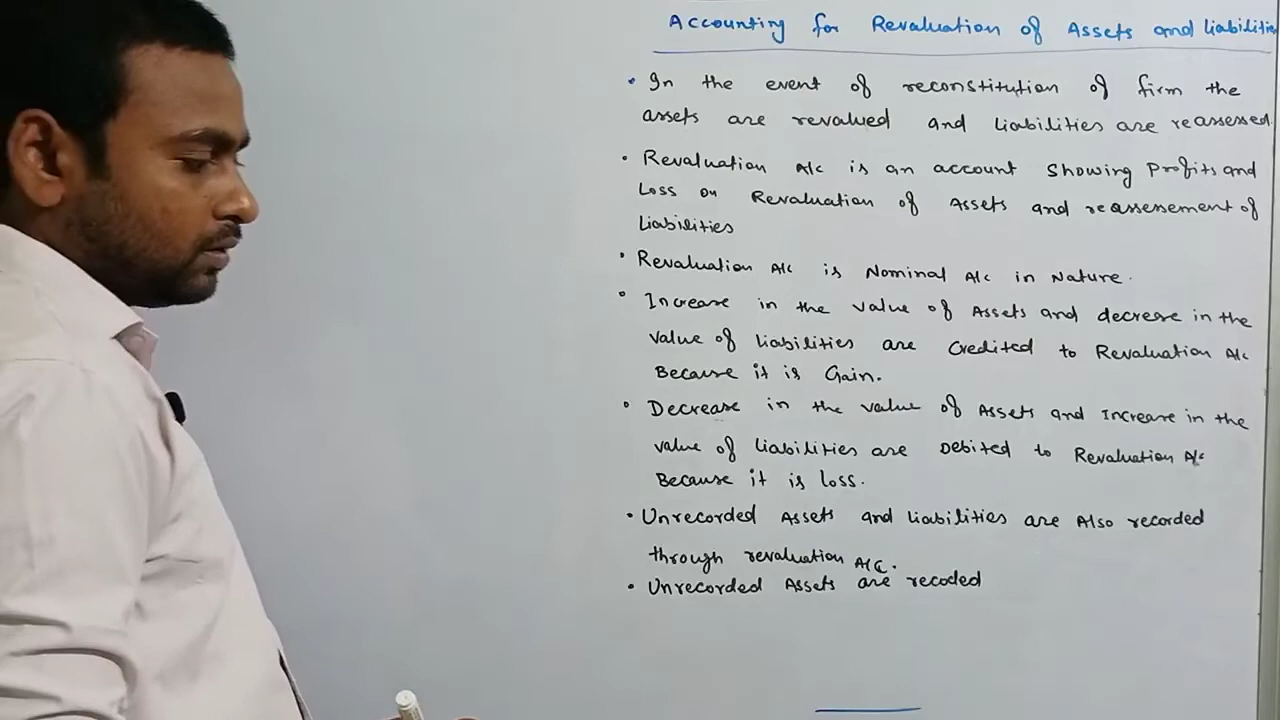 Accounting for Revaluation of Assets and liabilities
• In the event of reconstitution of firm the
assets are revalued and liabilities are reassessed.
• Revaluation A/c is an account showing Profits and
Loss on Revaluation of Assets and reassenement of
liabilities
• Revaluation A/c is Nominal A/c in Nature.
• Increase in the value of Assets and decrease in the
value of liabilities are credited to Revaluation A/c
Because it is Gain.
• Decrease in the value of Assets and Increase in the
value of liabilities are Debited to Revaluation A/c
Because it is loss.
• Unrecorded Assets and liabilities are Also recorded
through revaluation A/c.
• Unrecorded Assets are recoded